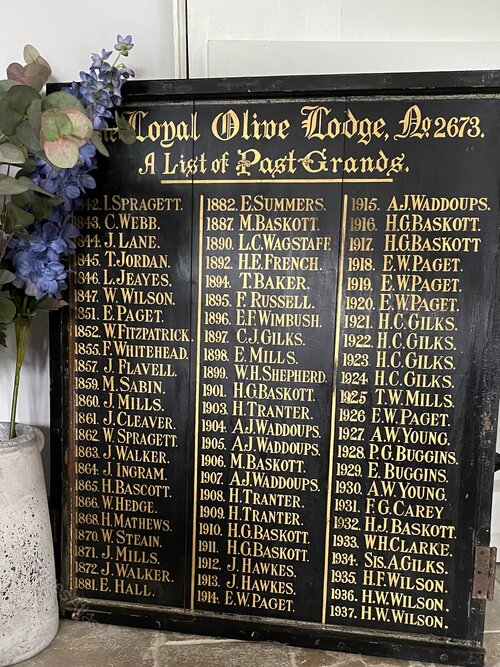 The Loyal Olive Lodge, No 2673.
A List of Past Grands.
1842. I. SPRAGETT.
1843. C. WEBB.
1844. J. LANE.
1845. T. JORDAN.
1846. L. JEAYES.
1847 W. WILSON.
1851. E. PAGET.
1852. W. FITZPATRICK.
1855. F. WHITEHEAD.
1857 J. FLAVELL.
1859. M. SABIN.
1860. J. MILLS.
1861. J. CLEAVER.
1862 W. SPRAGETT.
1863. J. WALKER.
1864. J. INGRAM.
1865. H. BASCOTT.
1866. W. HEDGE.
1868. H. MATHEWS.
1870. W. STEAIN.
1871. J. MILLS.
1872. J. WALKER.
1881. E. HALL.
1882. E. SUMMERS.
1887 M. BASKOTT.
1890. L. C. WAGSTAFF
1892. H. E. FRENCH.
1894. T. BAKER.
1895. F. RUSSELL.
1896. E. F. WIMBUSH.
1897. C. J. GILKS.
1898. E. MILLS.
1899. W. H. SHEPHERD.
1901. H. G. BASKOTT.
1903. H. TRANTER.
1904. A. J. WADDOUPS.
1905. A. J. WADDOUPS.
1906. M. BASKOTT.
1907. A. J. WADDOUPS.
1908. H. TRANTER.
1909. H. TRANTER.
1910. H. G. BASKOTT.
1911. H. G. BASKOTT.
1912. J. HAWKES.
1913. J. HAWKES.
1914. E. W. PAGET.
1915. A. J. WADDOUPS.
1916. H. G. BASKOTT.
1917. H. G. BASKOTT
1918. E. W. PAGET.
1919. E. W. PAGET.
1920. E. W. PAGET.
1921. H. C. GILKS.
1922. H. C. GILKS.
1923 H. C. GILKS.
1924 H. C. GILKS.
1925 T. W. MILLS.
1926 E. W. PAGET.
1927. A. W. YOUNG.
1928. P. G. BUGGINS.
1929. E. BUGGINS.
1930. A. W. YOUNG.
1931. F. G. CAREY
1932. H. J. BASKOTT.
1933. W. H. CLARKE.
1934. SIS. A. GILKS.
1935. H. F. WILSON.
1936. H. W. WILSON.
1937. H. W. WILSON.